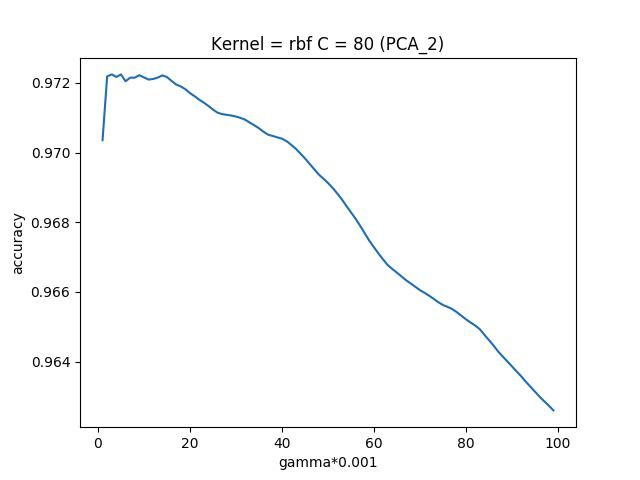 Kernel = rbf C = 80 (PCA_2)
0.972
0.970
0.968
0.966
0.964
accuracy
0 20 40 60 80 100
gamma*0.001